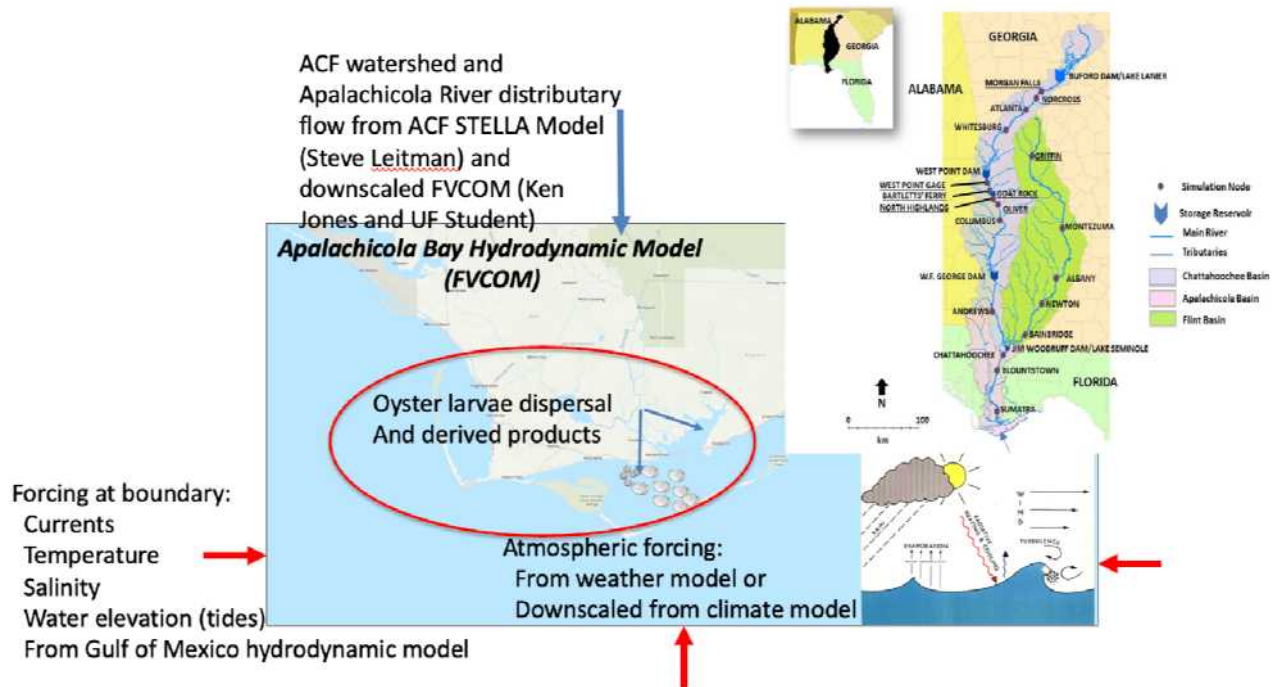 ACF watershed and
Apalachicola River distributary
flow from ACF STELLA Model
(Steve Leitman) and
downscaled FVCOM (Ken
Jones and UF Student)
Apalachicola Bay Hydrodynamic Model
(FVCOM)
Oyster larvae dispersal
And derived products
Forcing at boundary:
Currents
Temperature
Salinity
Water elevation (tides)
From Gulf of Mexico hydrodynamic model
Atmospheric forcing:
From weather model or
Downscaled from climate model
ALABAMA
GEORGIA
FLORIDA
GEORGIA
BUFORD DAM/LAKE LANIER
MORGAN FALLS
NORCROSS
ALABAMA
ATLANTA
WHITESBURG
GRIFFIN
WEST POINT DAM
WEST POINT GAGE
GOAT ROCK
BARTLETTS' FERRY
NORTH HIGHLANDS
OLIVER
COLUMBUS
MONTEZUMA
W.F. GEORGE DAM
ALBANY
NEWTON
ANDREWS
BAINBRIDGE
JIM WOODRUFF DAM/LAKE SEMINOLE
CHATTAHOOCHEE
BLOUNTSTOWN
FLORIDA
SUMATRA
N
0 100
km
Simulation Node
Storage Reservoir
Main River
Tributaries
Chattahoochee Basin
Apalachicola Basin
Flint Basin
WIND
RAIN
EVAPORATION
TURBULENCE